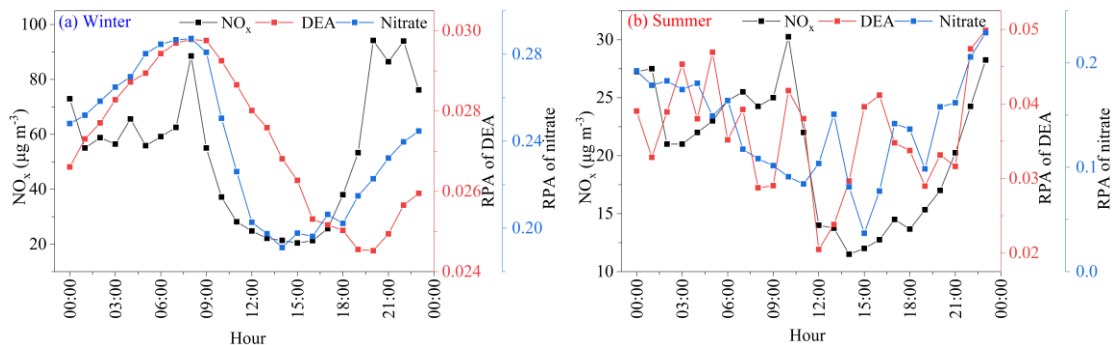 (a) Winter
NOx
DEA
Nitrate
100
80
60
40
20
NOx (μg m-3)
0.030
0.028
0.026
0.024
RPA of DEA
0.28
0.24
0.20
RPA of nitrate
00:00
03:00
06:00
09:00
12:00
15:00
18:00
21:00
00:00
Hour
(b) Summer
NOx
DEA
Nitrate
30
25
20
15
10
NOx (μg m-3)
0.05
0.04
0.03
0.02
RPA of DEA
0.2
0.1
0.0
RPA of nitrate
00:00
03:00
06:00
09:00
12:00
15:00
18:00
21:00
00:00
Hour